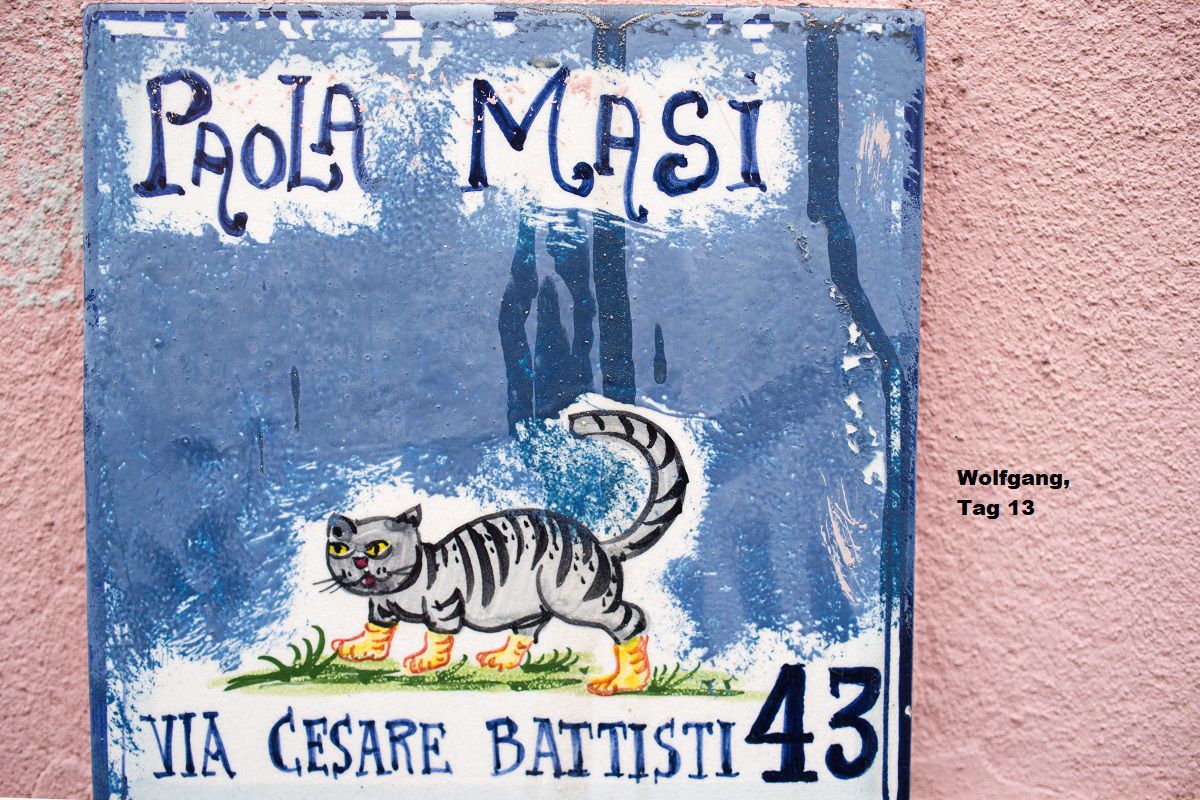 PAOLA MASi
VIA CESARE BATTISTI 43
Wolfgang,
Tag 13